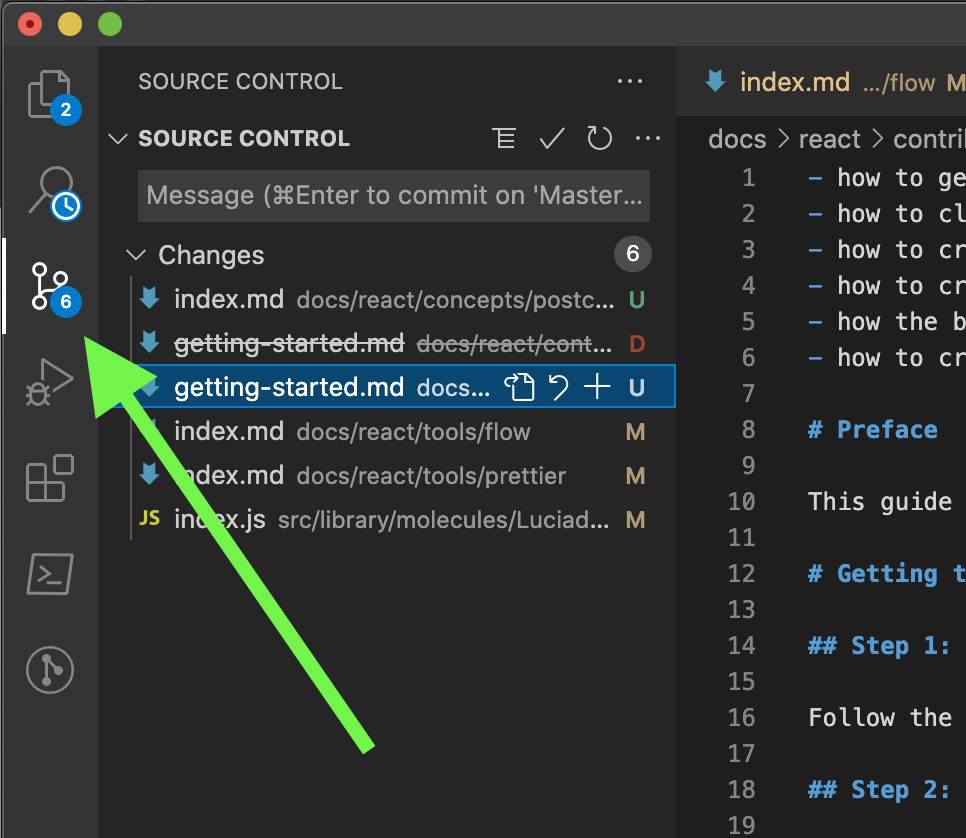 2
6
SOURCE CONTROL ...
SOURCE CONTROL ...
Message (⌘Enter to commit on 'Master...
Changes 6
index.md docs/react/concepts/postc... U
getting-started.md docs/react/cont... D
getting-started.md docs... U
index.md docs/react/tools/flow M
index.md docs/react/tools/prettier M
JS index.js src/library/molecules/Luciad... M
index.md .../flow M
docs > react > contri
1 - how to ge
2 - how to cl
3 - how to cr
4 - how to cr
5 - how the b
6 - how to cr
7
8 # Preface
9
10 This guide
11
12 # Getting t
13
14 ## Step 1:
15
16 Follow the
17
18 ## Step 2:
19